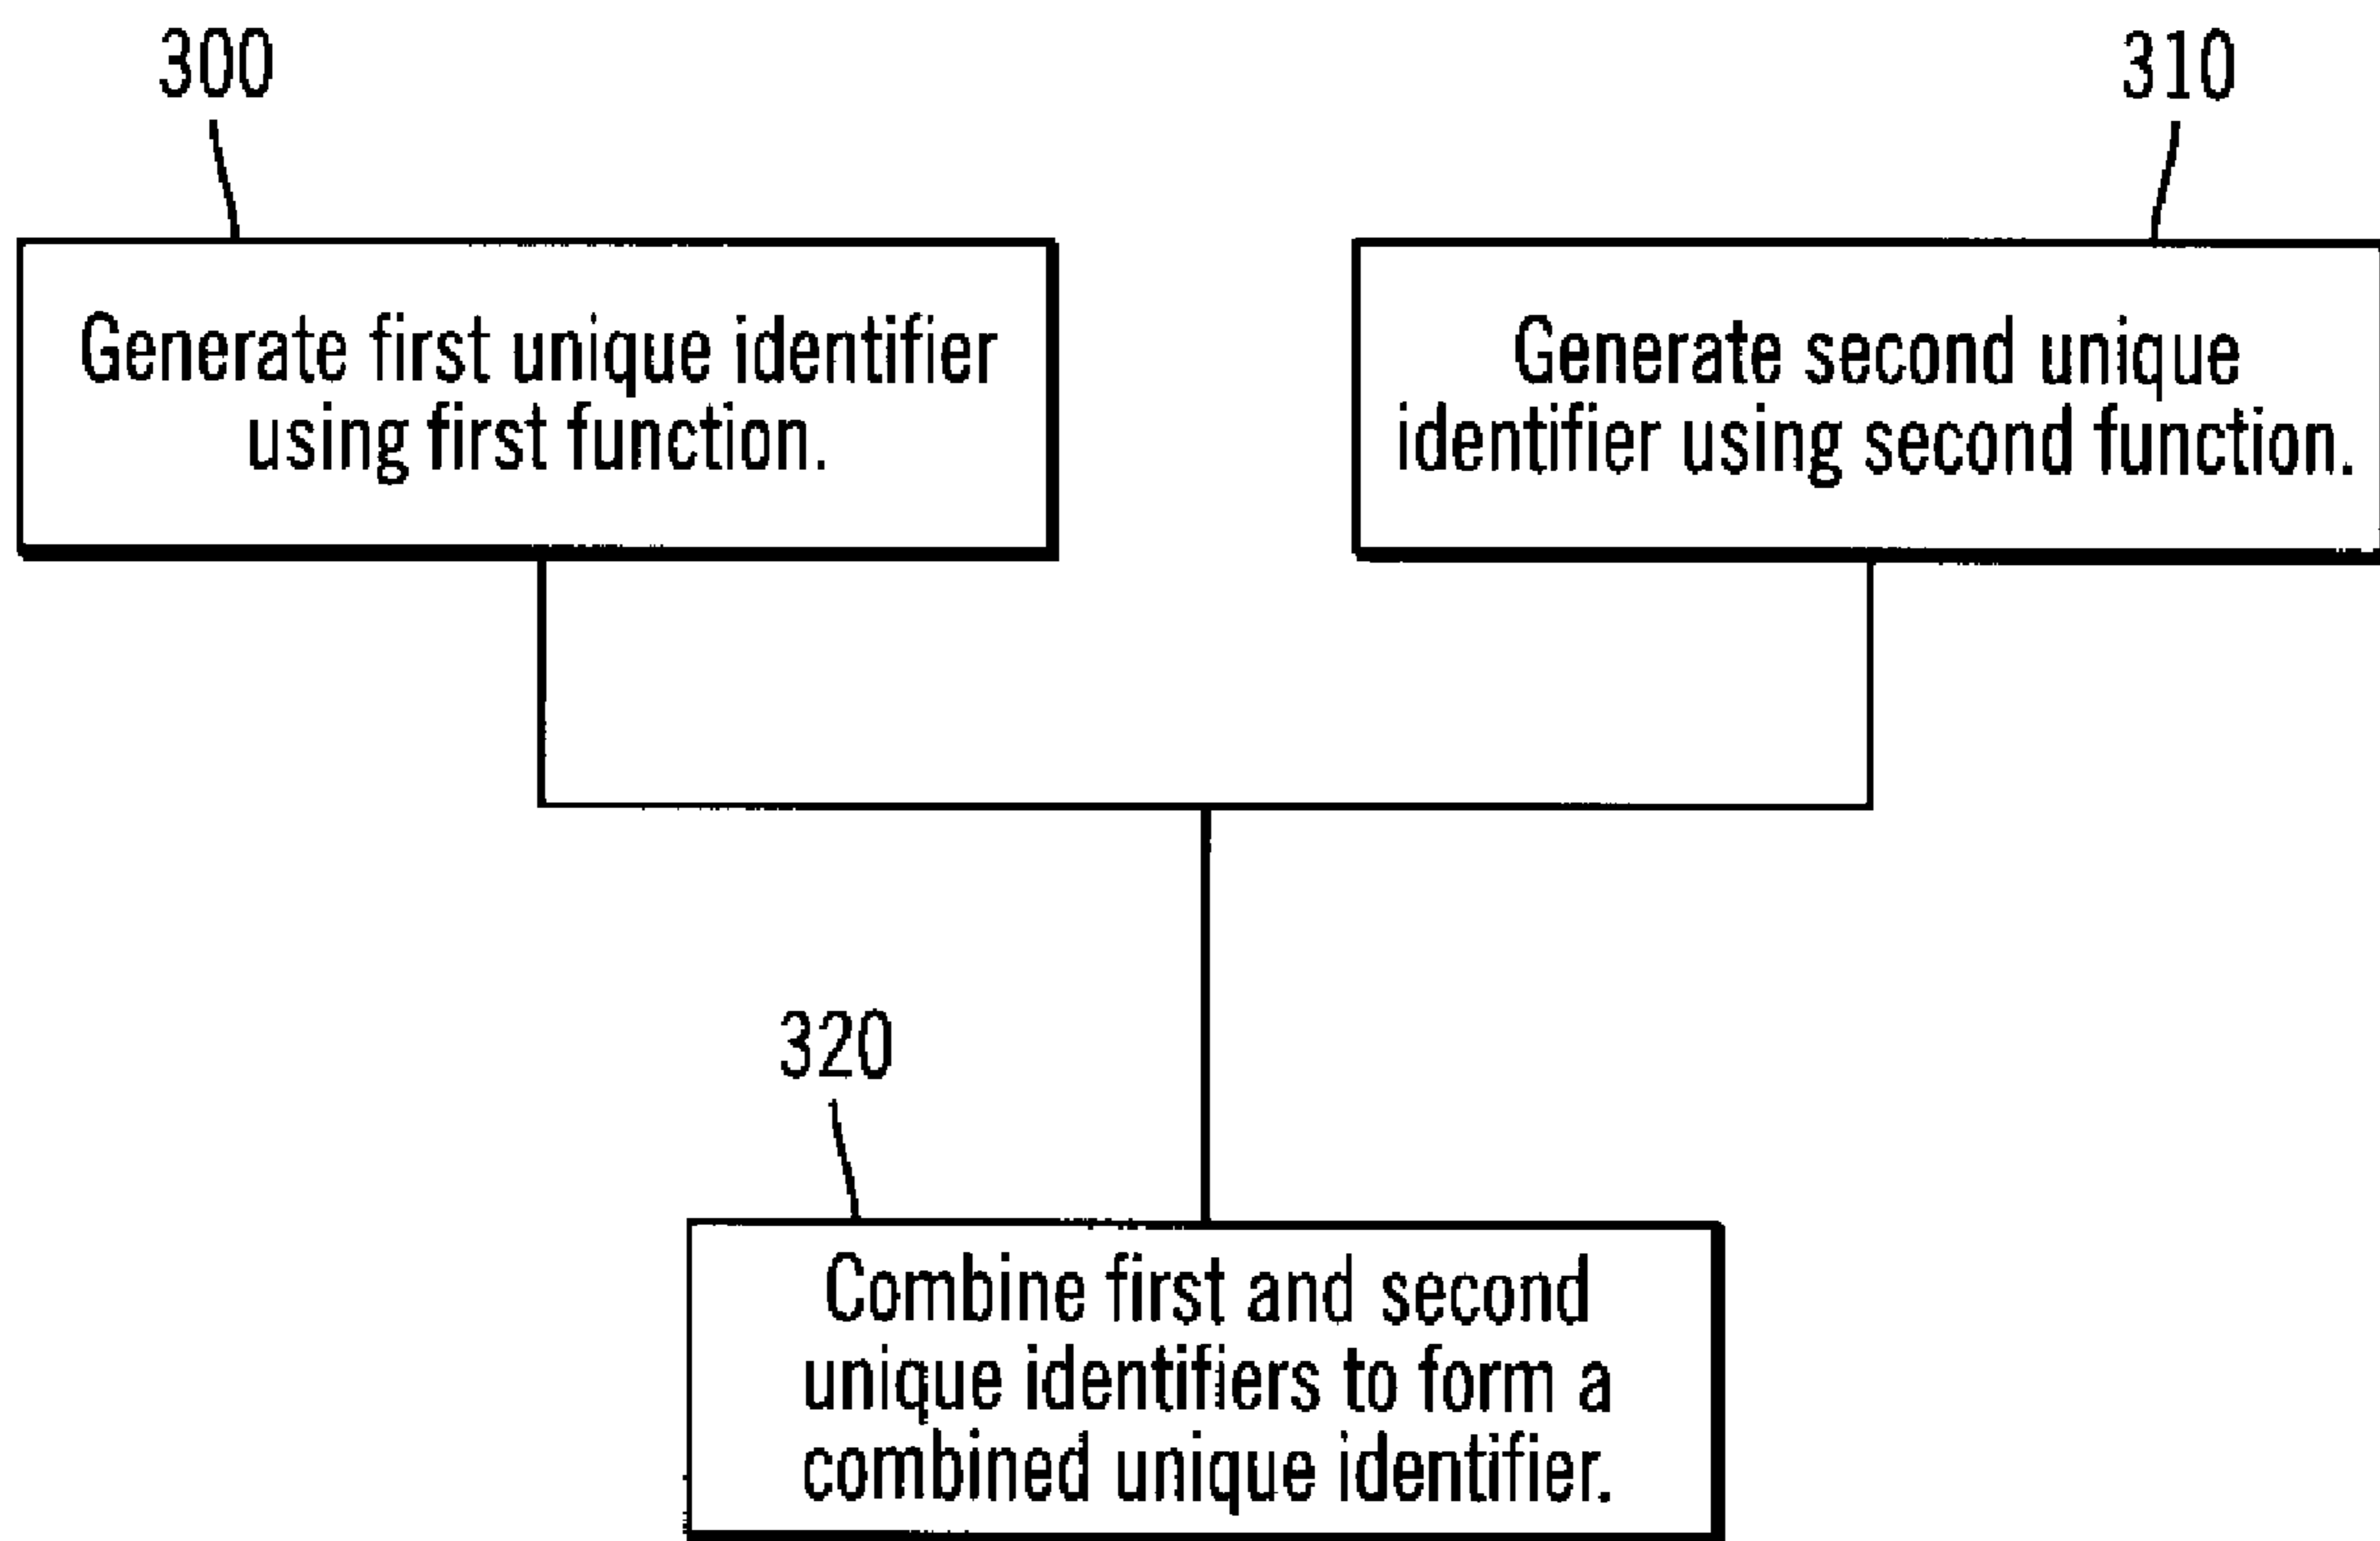 300
310
Generate first unique identifier
using first function.
Generate second unique
identifier using second function.
320
Combine first and second
unique identifiers to form a
combined unique identifier.